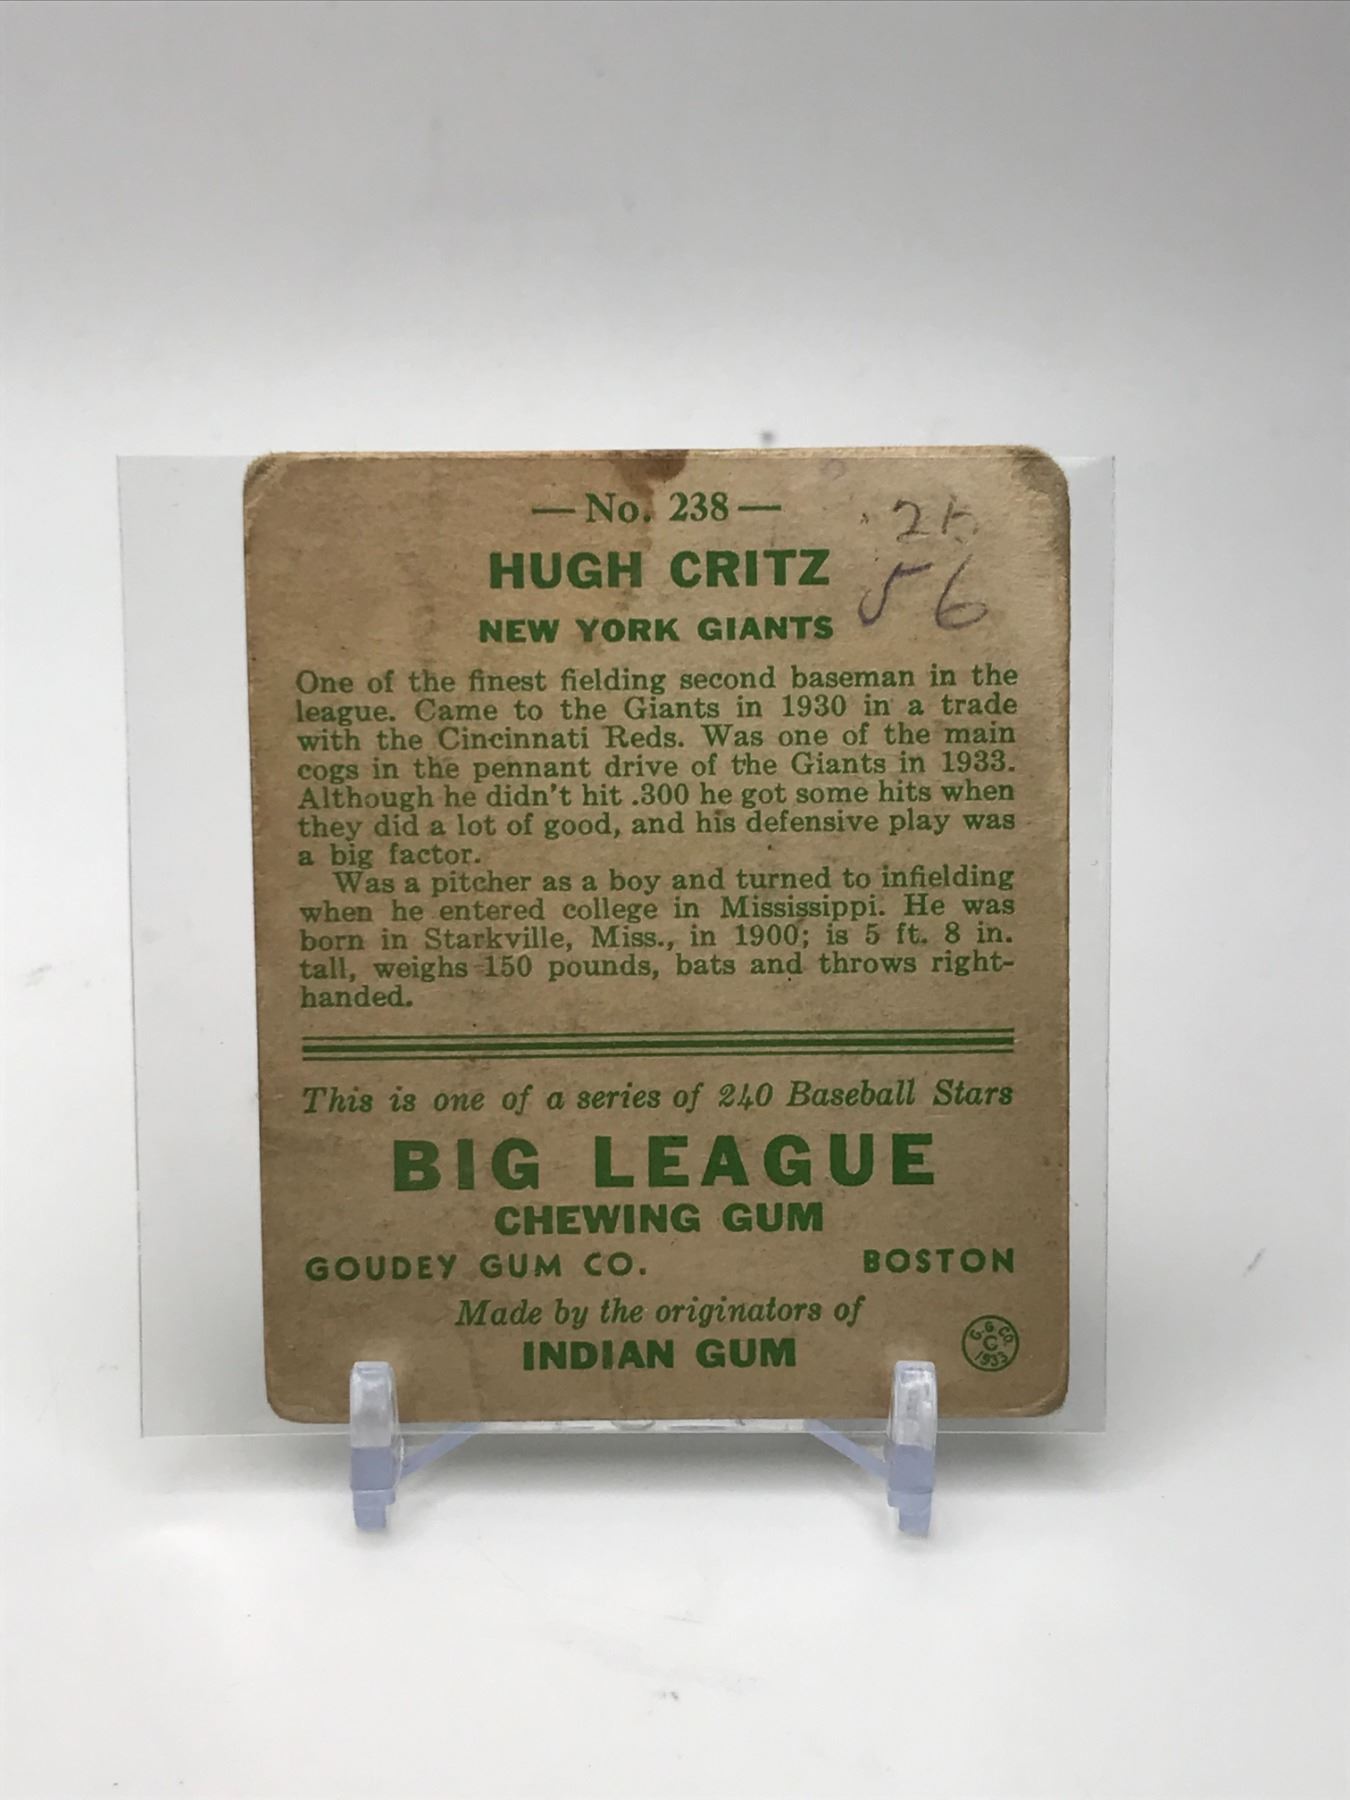 — No. 238 —
HUGH CRITZ
NEW YORK GIANTS
56
One of the finest fielding second baseman in the
league. Came to the Giants in 1930 in a trade
with the Cincinnati Reds. Was one of the main
cogs in the pennant drive of the Giants in 1933.
Although he didn't hit .300 he got some hits when
they did a lot of good, and his defensive play was
a big factor.
Was a pitcher as a boy and turned to infielding
when he entered college in Mississippi. He was
born in Starkville, Miss., in 1900; is 5 ft. 8 in.
tall, weighs 150 pounds, bats and throws right-
handed.
This is one of a series of 240 Baseball Stars
BIG LEAGUE
CHEWING GUM
GOUDEY GUM CO. BOSTON
Made by the originators of
INDIAN GUM
G. G. CO.
C
1933